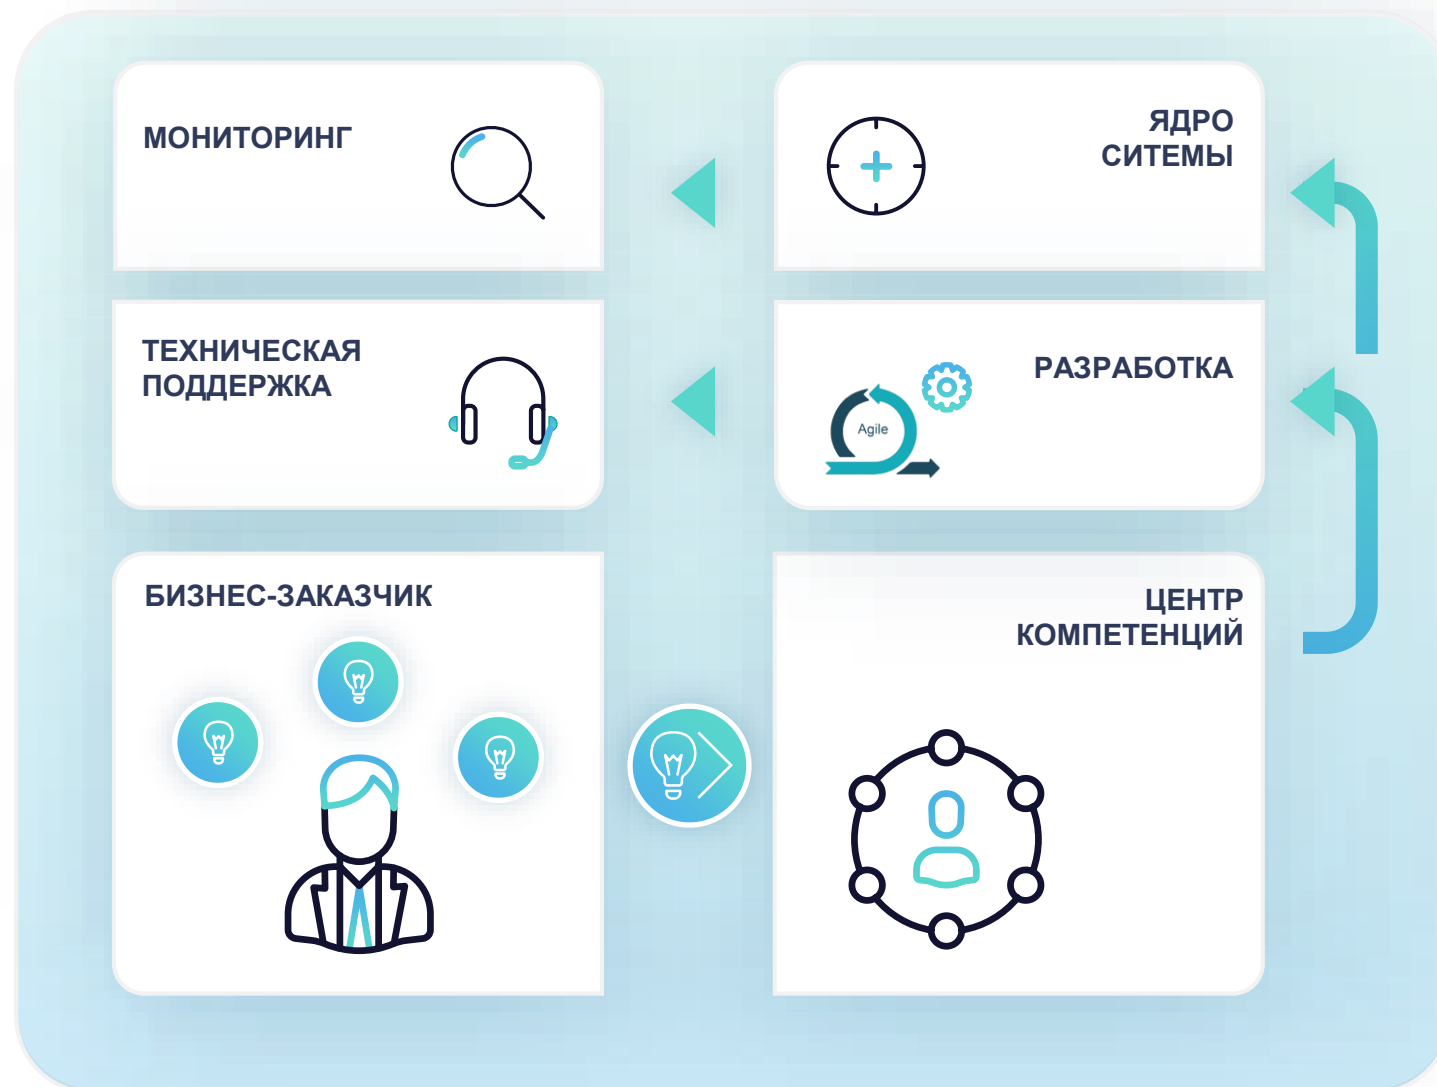 МОНИТОРИНГ
ЯДРО
СИТЕМЫ
ТЕХНИЧЕСКАЯ
ПОДДЕРЖКА
РАЗРАБОТКА
Agile
БИЗНЕС-ЗАКАЗЧИК
ЦЕНТР
КОМПЕТЕНЦИЙ